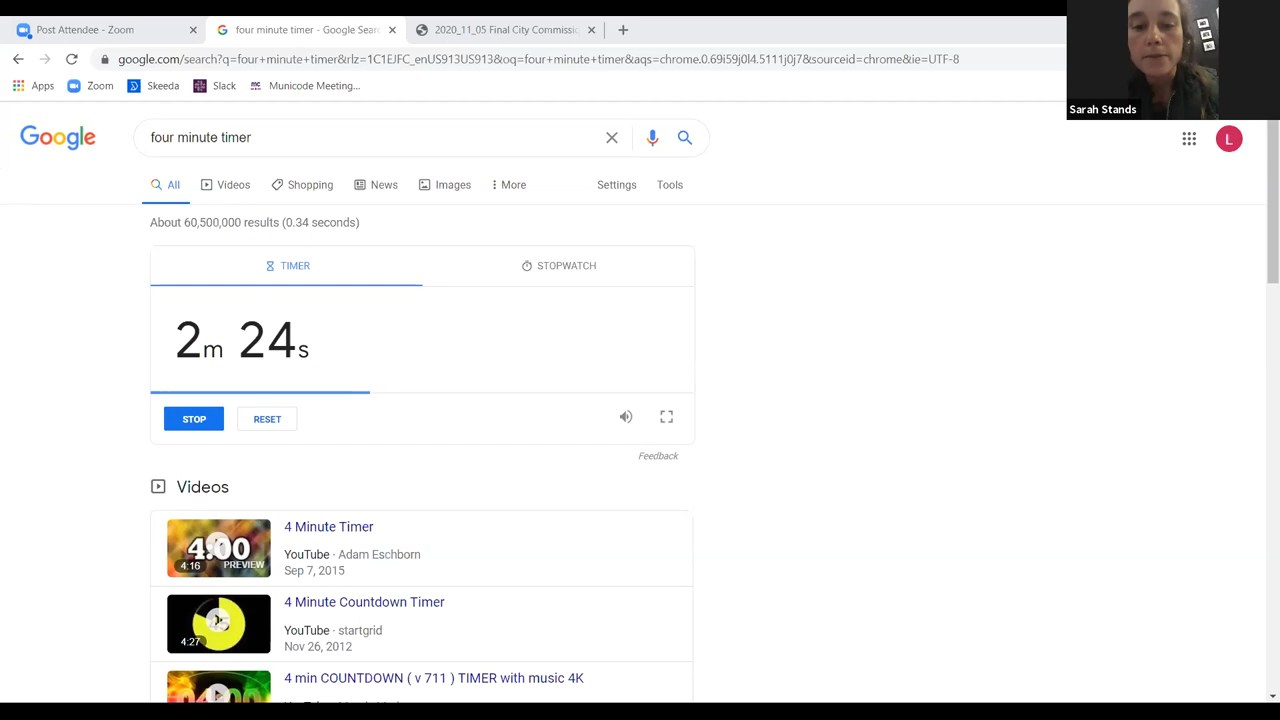 Post Attendee - Zoom
four minute timer - Google Sear
2020_11_05 Final City Commissi
google.com/search?q=four+minute+timer&rlz=1C1EJFC_enUS913US913&oq=four+minute+timer&aqs=chrome.0.69i59j0l4.5111j0j7&sourceid=chrome&ie=UTF-8
Apps
Zoom
Skeeda
Slack
Municode Meeting...
Sarah Stands
Google
four minute timer
L
All
Videos
Shopping
News
Images
More
Settings
Tools
About 60,500,000 results (0.34 seconds)
TIMER
STOPWATCH
2m 24s
STOP
RESET
Feedback
Videos
4:00
PREVIEW
4:16
4 Minute Timer
YouTube · Adam Eschborn
Sep 7, 2015
4:27
4 Minute Countdown Timer
YouTube · startgrid
Nov 26, 2012
4 min COUNTDOWN ( v 711 ) TIMER with music 4K